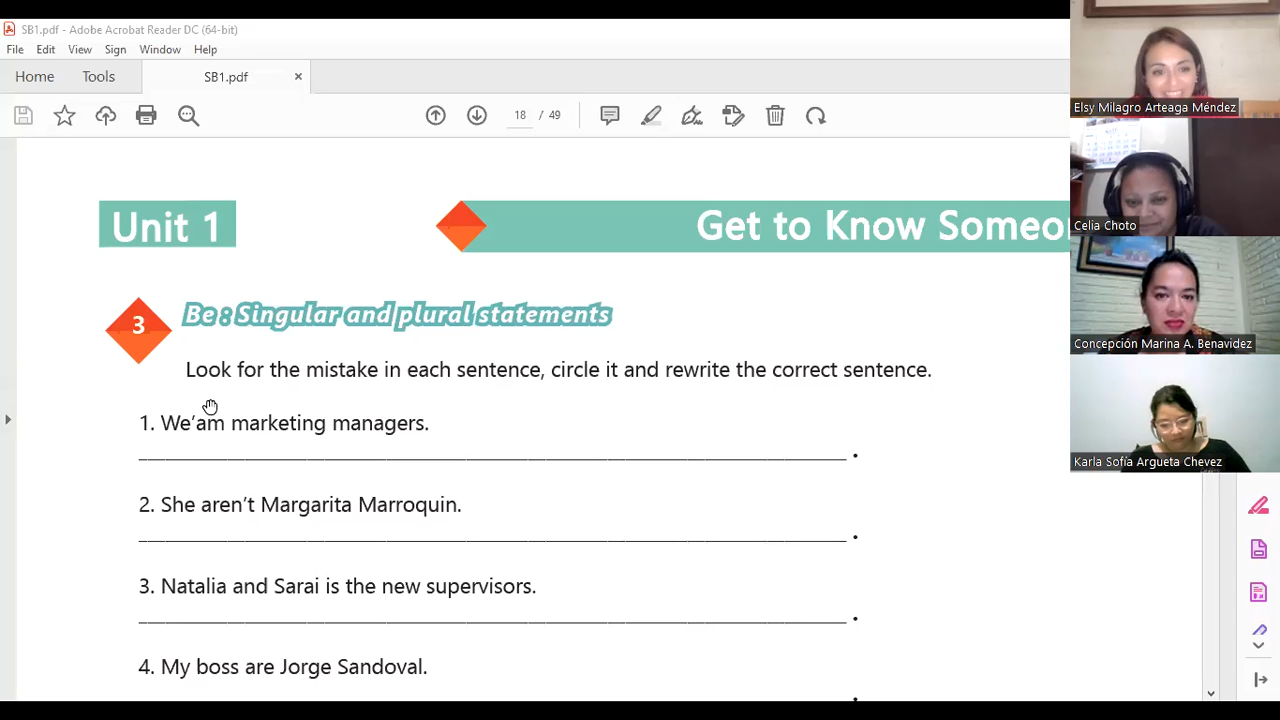 SB1.pdf - Adobe Acrobat Reader DC (64-bit)
File Edit View Sign Window Help
Home Tools SB1.pdf ×
18 / 49
Unit 1 Get to Know Someo
3 Be : Singular and plural statements
Look for the mistake in each sentence, circle it and rewrite the correct sentence.
1. We’am marketing managers.
_______________________________________________ .
2. She aren’t Margarita Marroquin.
_______________________________________________ .
3. Natalia and Sarai is the new supervisors.
_______________________________________________ .
4. My boss are Jorge Sandoval.
Elsy Milagro Arteaga Méndez
Celia Choto
Concepción Marina A. Benavidez
Karla Sofía Argueta Chevez